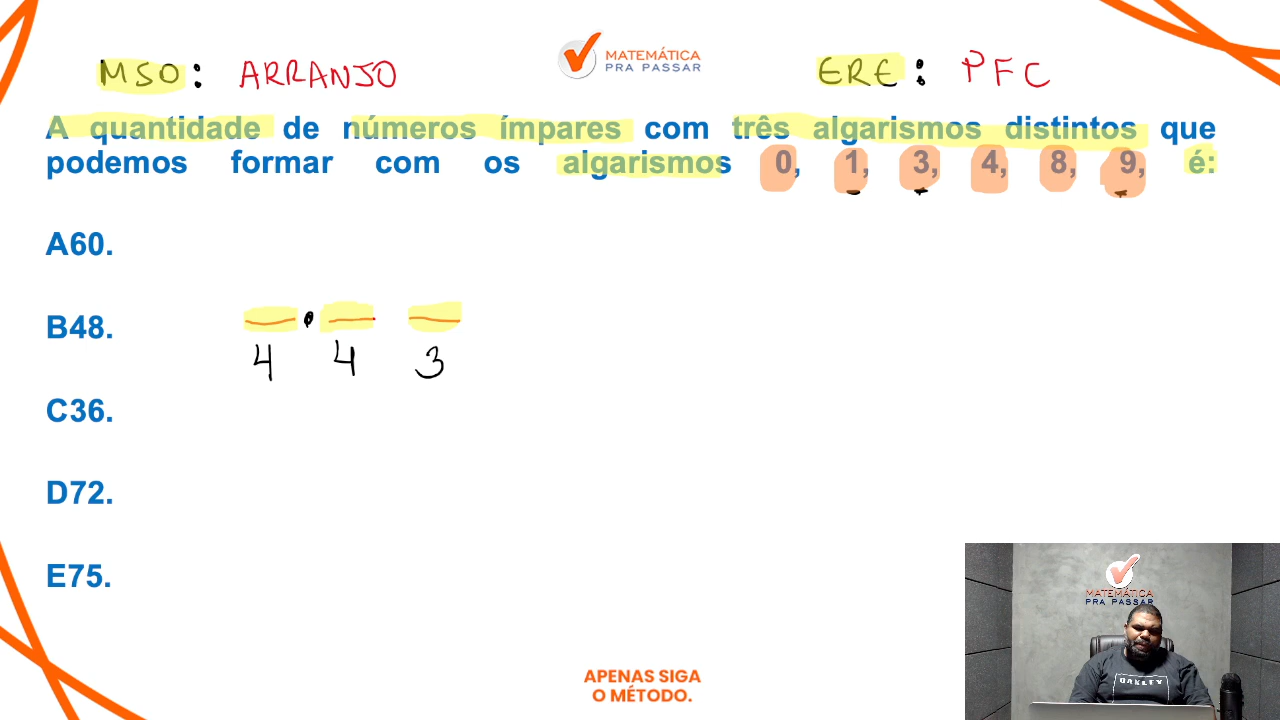 MSO: ARRANJO
MATEMÁTICA
PRA PASSAR
ERE: PFC
A quantidade de números ímpares com três algarismos distintos que
podemos formar com os algarismos 0, 1, 3, 4, 8, 9, é:
A60.
B48.
4 4 3
C36.
D72.
E75.
MATEMÁTICA
PRA PASSAR
OAKLEY
APENAS SIGA
O MÉTODO.